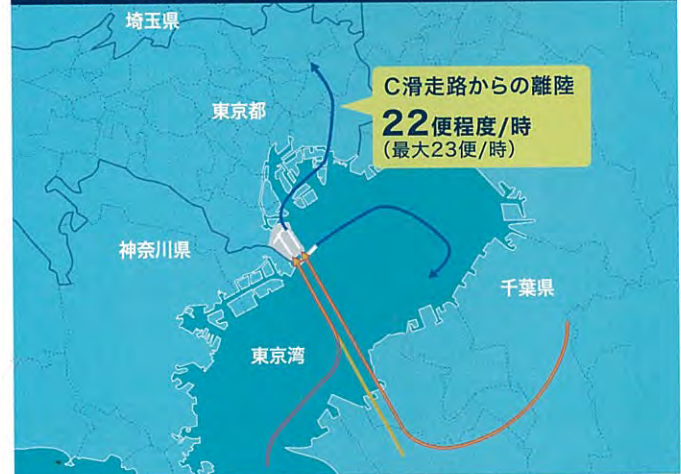 埼玉県
C滑走路からの離陸
22便程度/時
(最大23便/時)
東京都
神奈川県
千葉県
東京湾